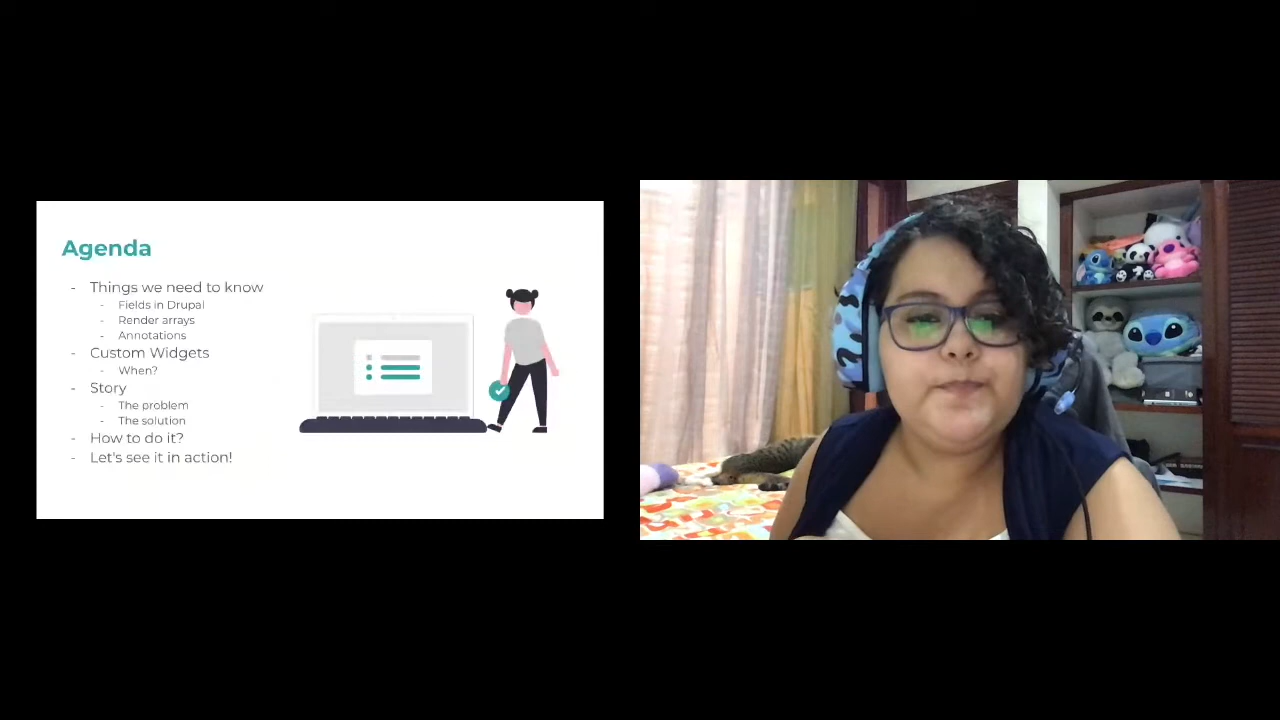 Agenda
- Things we need to know
- Fields in Drupal
- Render arrays
- Annotations
- Custom Widgets
- When?
- Story
- The problem
- The solution
- How to do it?
- Let's see it in action!